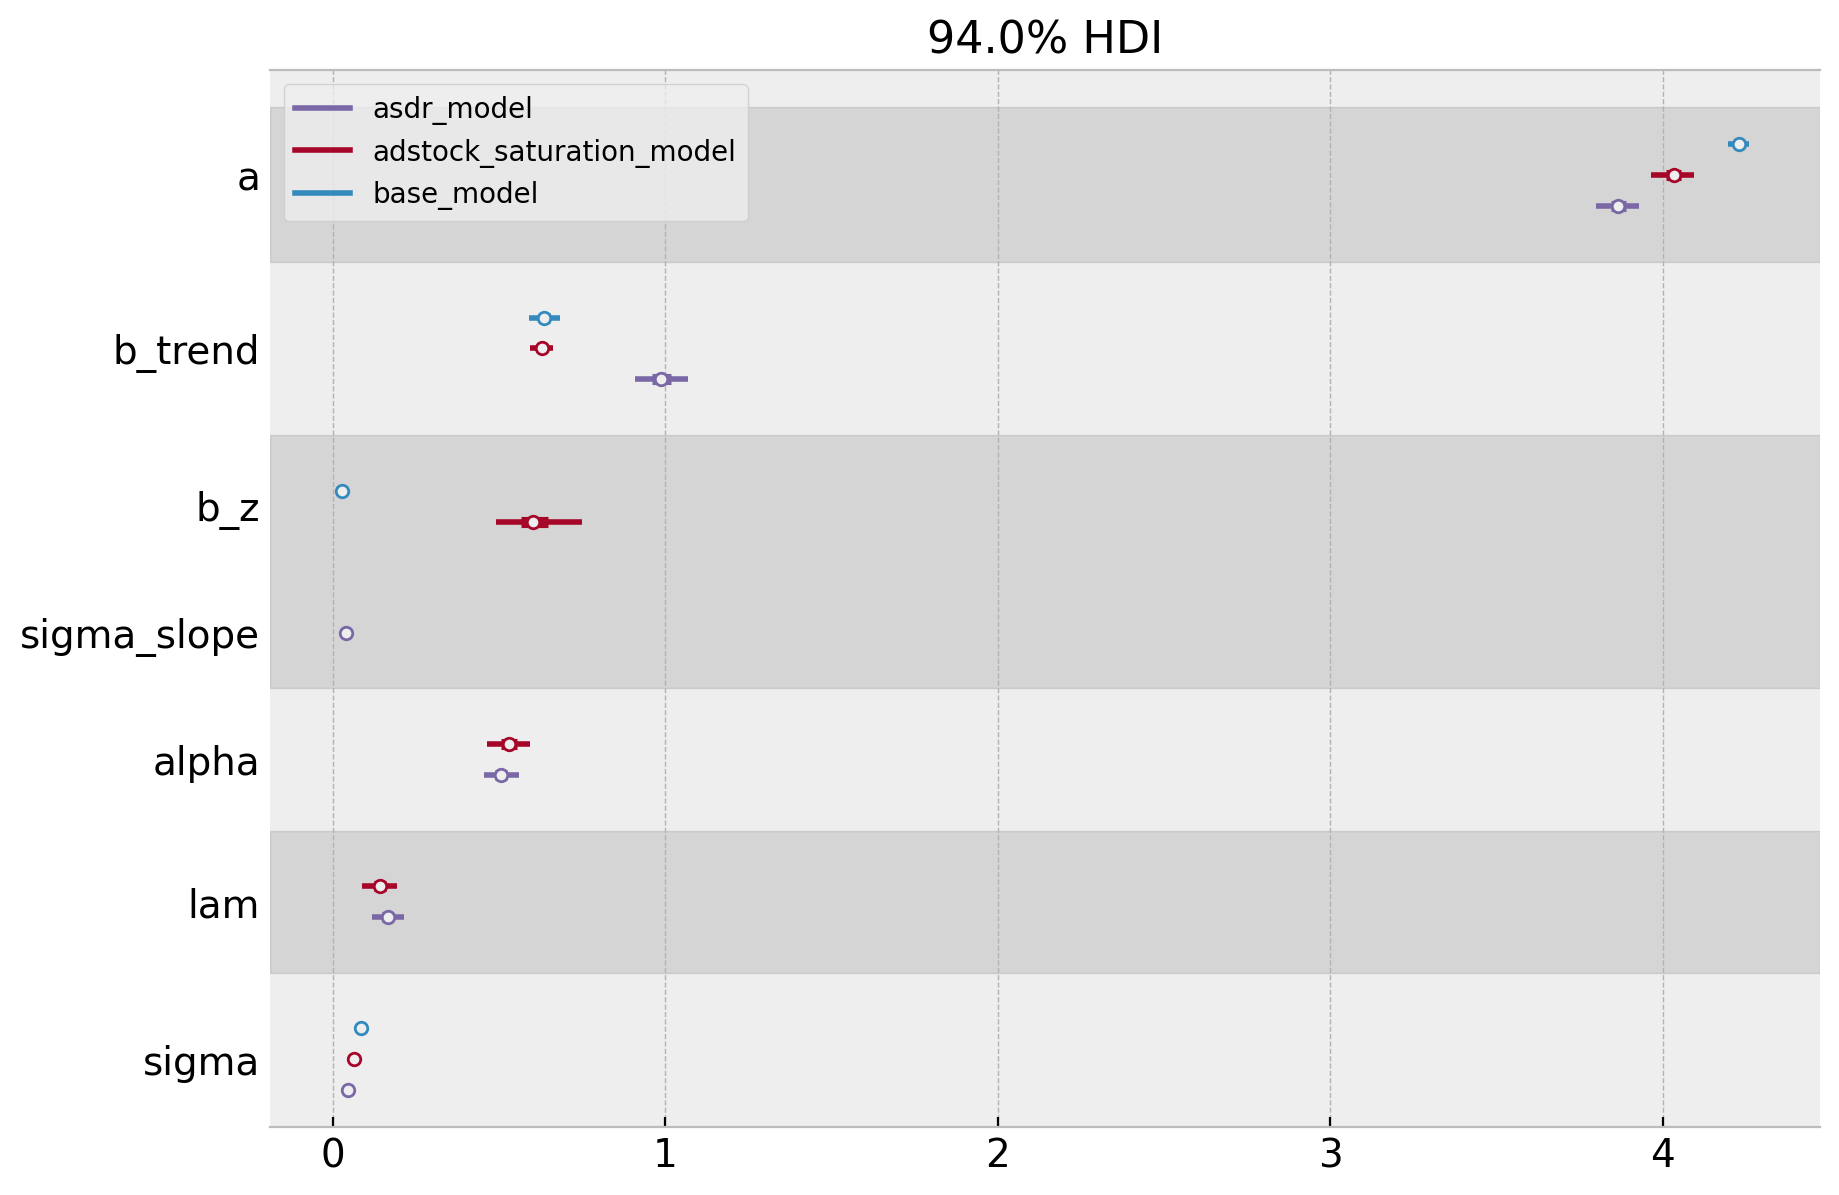 94.0% HDI
asdr_model
adstock_saturation_model
base_model
a
b_trend
b_z
sigma_slope
alpha
lam
sigma
0 1 2 3 4